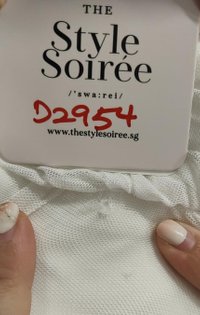 THE
Style
Soirée
/'swa:rei/
D2954
www.thestylesoiree.sg